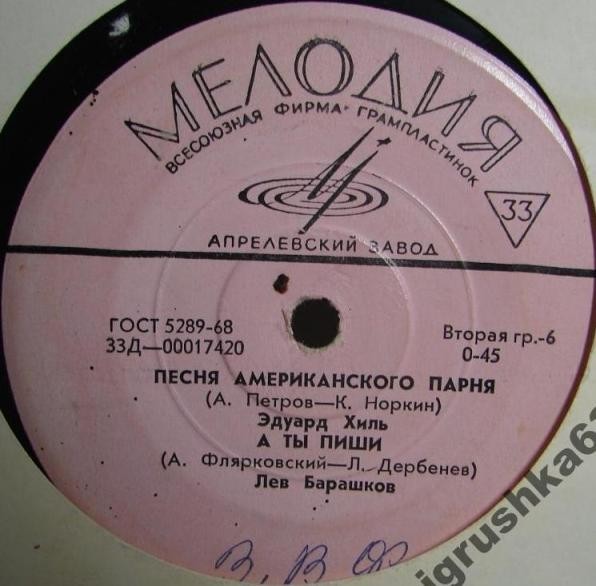 МЕЛОДИЯ
ВСЕСОЮЗНАЯ ФИРМА ГРАМПЛАСТИНОК
33
АПРЕЛЕВСКИЙ ЗАВОД
ГОСТ 5289-68
33Д—00017420
Вторая гр.-6
0-45
ПЕСНЯ АМЕРИКАНСКОГО ПАРНЯ
(А. Петров—К. Норкин)
Эдуард Хиль
А ТЫ ПИШИ
(А. Флярковский—Л. Дербенев)
Лев Барашков